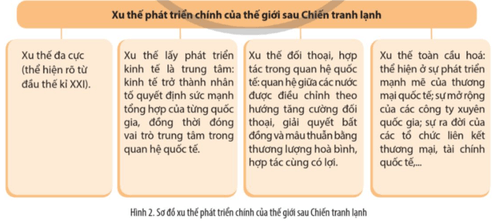 Xu thế phát triển chính của thế giới sau Chiến tranh lạnh
Xu thế đa cực
(thể hiện rõ từ
đầu thế kỉ XXI).
Xu thế lấy phát triển
kinh tế là trung tâm:
kinh tế trở thành nhân
tố quyết định sức mạnh
tổng hợp của từng quốc
gia, đồng thời đóng
vai trò trung tâm trong
quan hệ quốc tế.
Xu thế đối thoại, hợp
tác trong quan hệ quốc
tế: quan hệ giữa các nước
được điều chỉnh theo
hướng tăng cường đối
thoại, giải quyết bất
đồng và mâu thuẫn bằng
thương lượng hoà bình,
hợp tác cùng có lợi.
Xu thế toàn cầu hoá:
thể hiện ở sự phát triển
mạnh mẽ của thương
mại quốc tế; sự mở rộng
của các công ty xuyên
quốc gia; sự ra đời của
các tổ chức liên kết
thương mại, tài chính
quốc tế,...
Hình 2. Sơ đồ xu thế phát triển chính của thế giới sau Chiến tranh lạnh